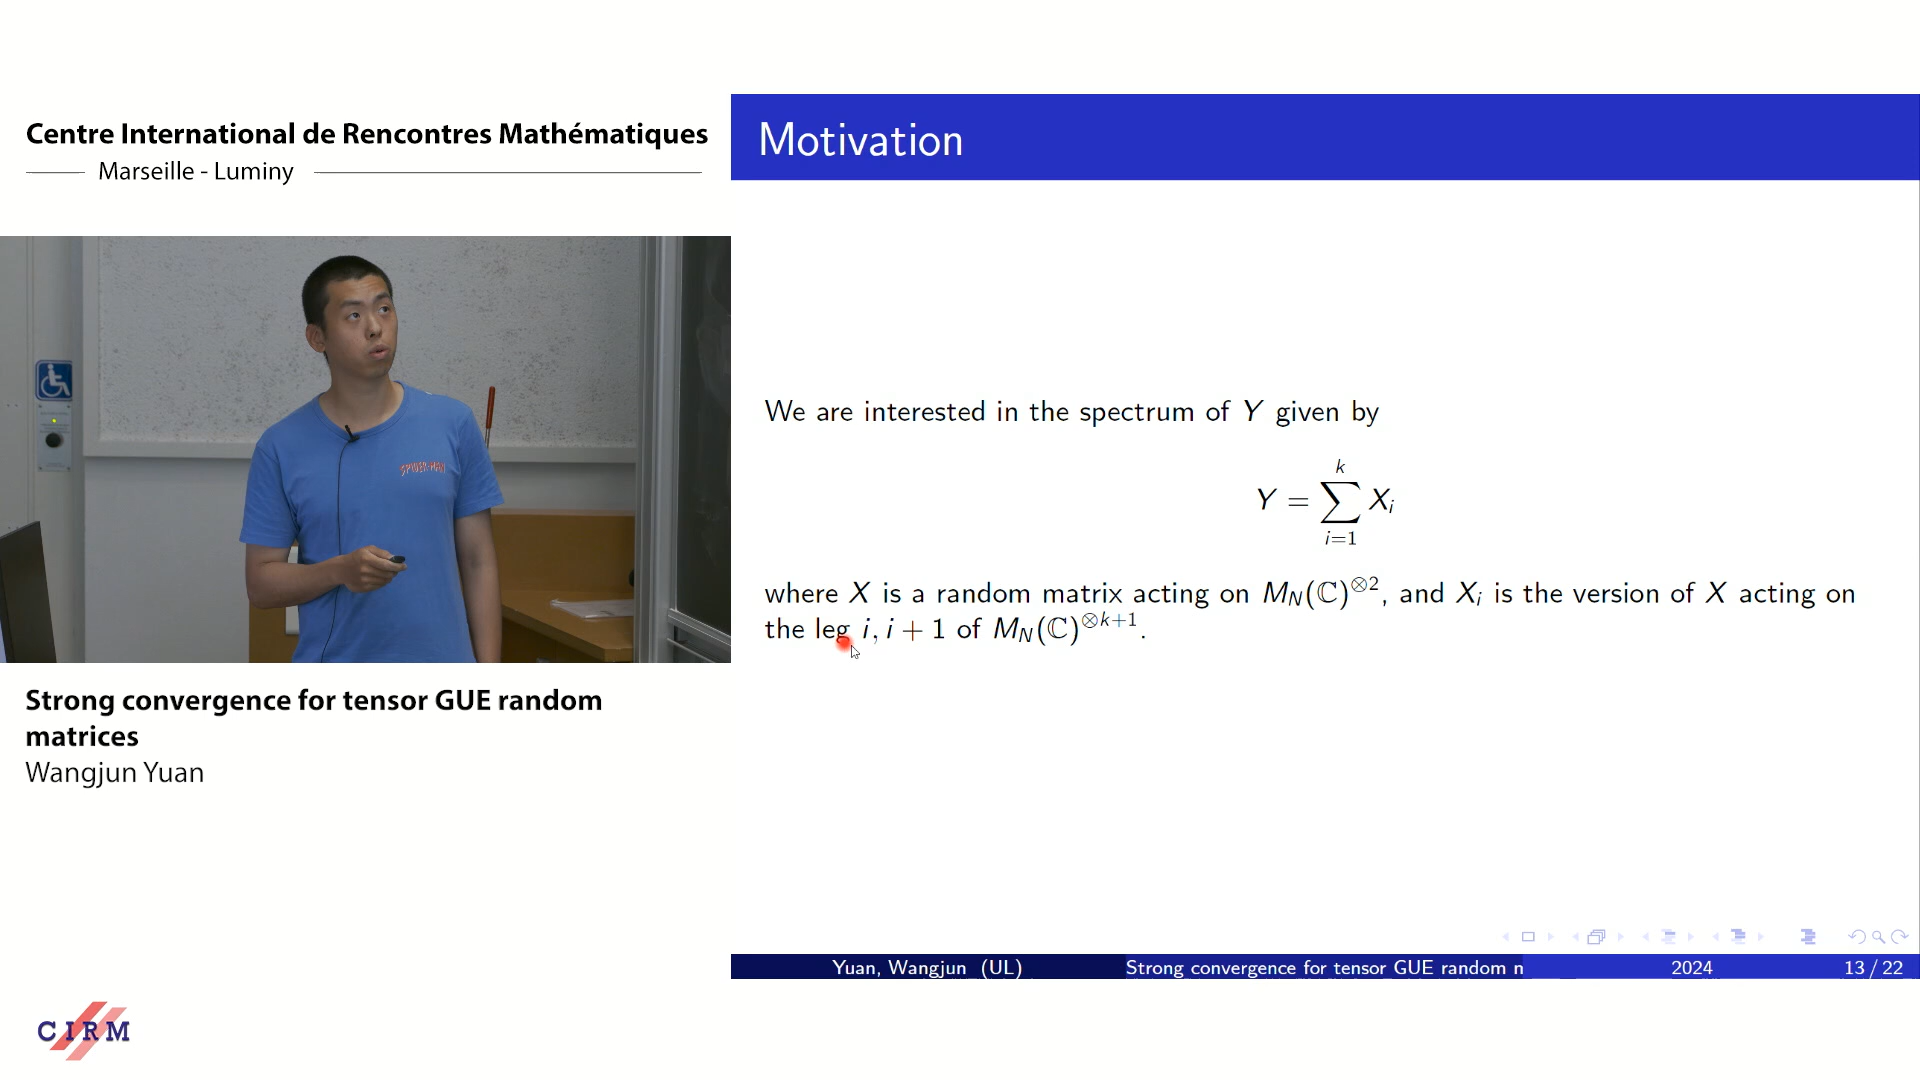 Centre International de Rencontres Mathématiques
Marseille - Luminy
SPIDER-MAN
Strong convergence for tensor GUE random
matrices
Wangjun Yuan
CIRM
Motivation
We are interested in the spectrum of Y given by
Y = \sum_{i=1}^{k} X_i
where X is a random matrix acting on M_N(ℂ)^{⊗2}, and X_i is the version of X acting on
the leg i, i + 1 of M_N(ℂ)^{⊗k+1}.
Yuan, Wangjun (UL) Strong convergence for tensor GUE random m 2024 13 / 22